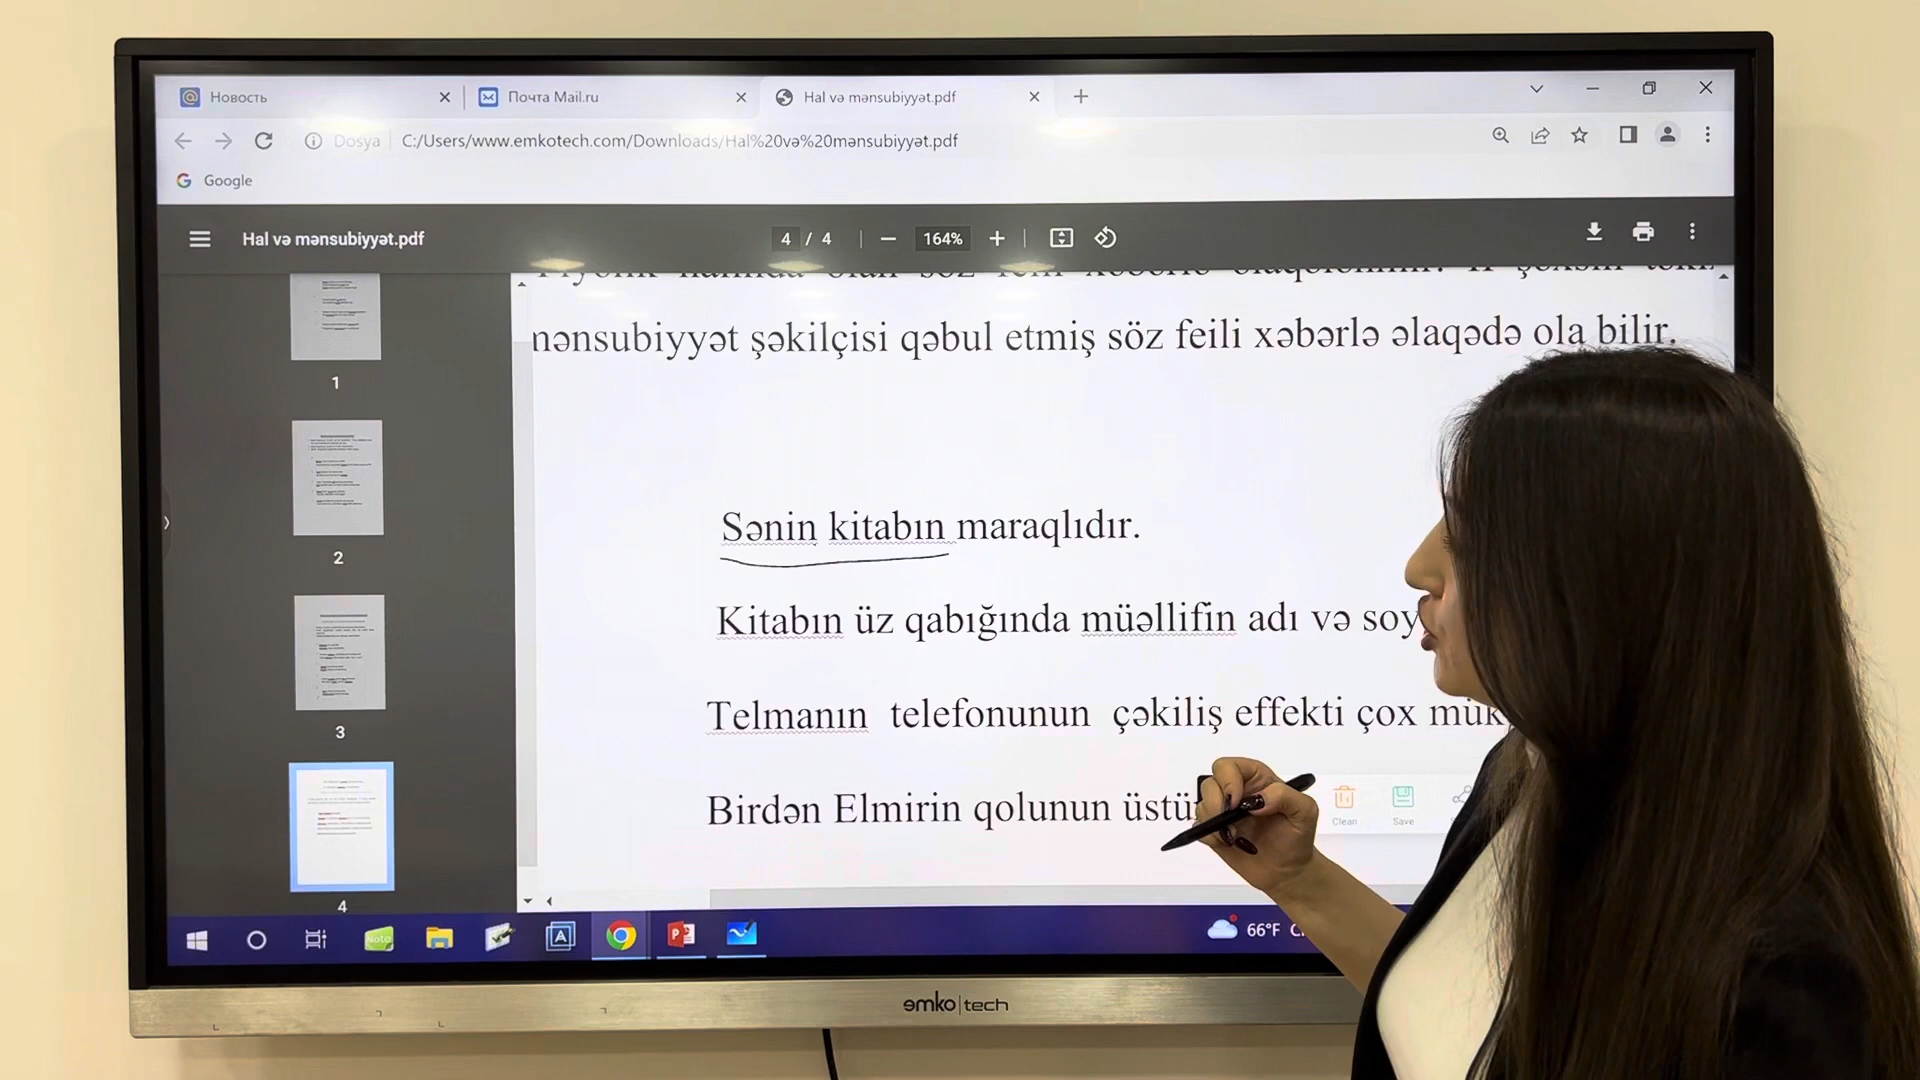 Новость
Почта Mail.ru
Hal və mənsubiyyət.pdf
Dosya
C:/Users/www.emkotech.com/Downloads/Hal%20və%20mənsubiyyət.pdf
Google
Hal və mənsubiyyət.pdf
4 / 4
164%
nənsubiyyət şəkilçisi qəbul etmiş söz feili xəbərlə əlaqədə ola bilir.
Sənin kitabın maraqlıdır.
Kitabın üz qabığında müəllifin adı və soy
Telmanın telefonunun çəkiliş effekti çox mük
Birdən Elmirin qolunun üstü
1
2
3
4
Clean
Save
Note
66°F
emko|tech